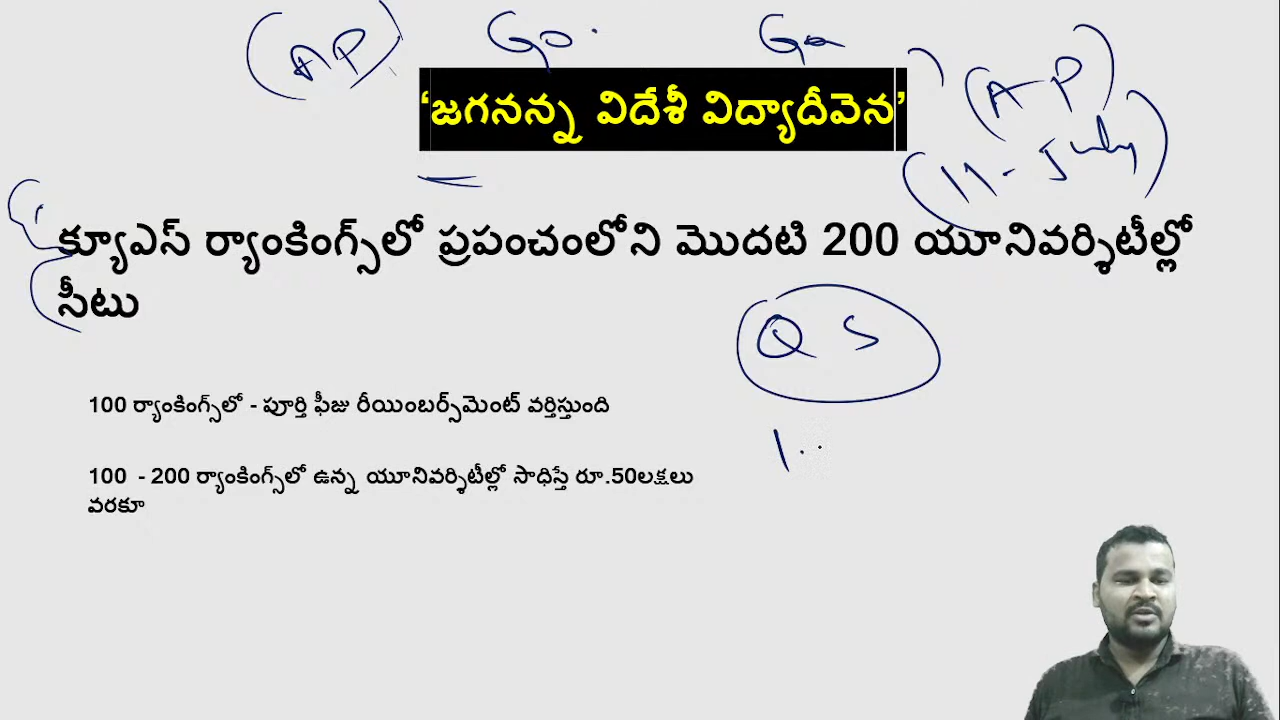 (AP) Go. Go
‘జగనన్న విదేశీ విద్యాదీవెన’
(AP)
(11-July)
క్యూఎస్ ర్యాంకింగ్స్‌లో ప్రపంచంలోని మొదటి 200 యూనివర్శిటీల్లో
సీటు
QS
100 ర్యాంకింగ్స్‌లో - పూర్తి ఫీజు రీయింబర్స్‌మెంట్ వర్తిస్తుంది
100 - 200 ర్యాంకింగ్స్‌లో ఉన్న యూనివర్శిటీల్లో సాధిస్తే రూ.50లక్షలు
వరకూ